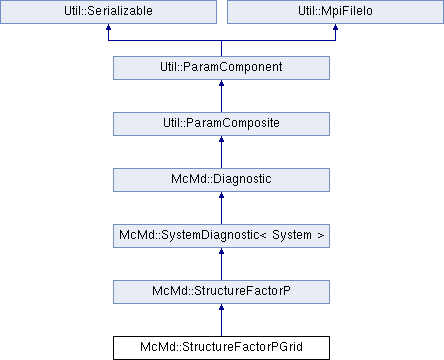 Util::Serializable
Util::MpiFileIo
Util::ParamComponent
Util::ParamComposite
McMd::Diagnostic
McMd::SystemDiagnostic< System >
McMd::StructureFactorP
McMd::StructureFactorPGrid